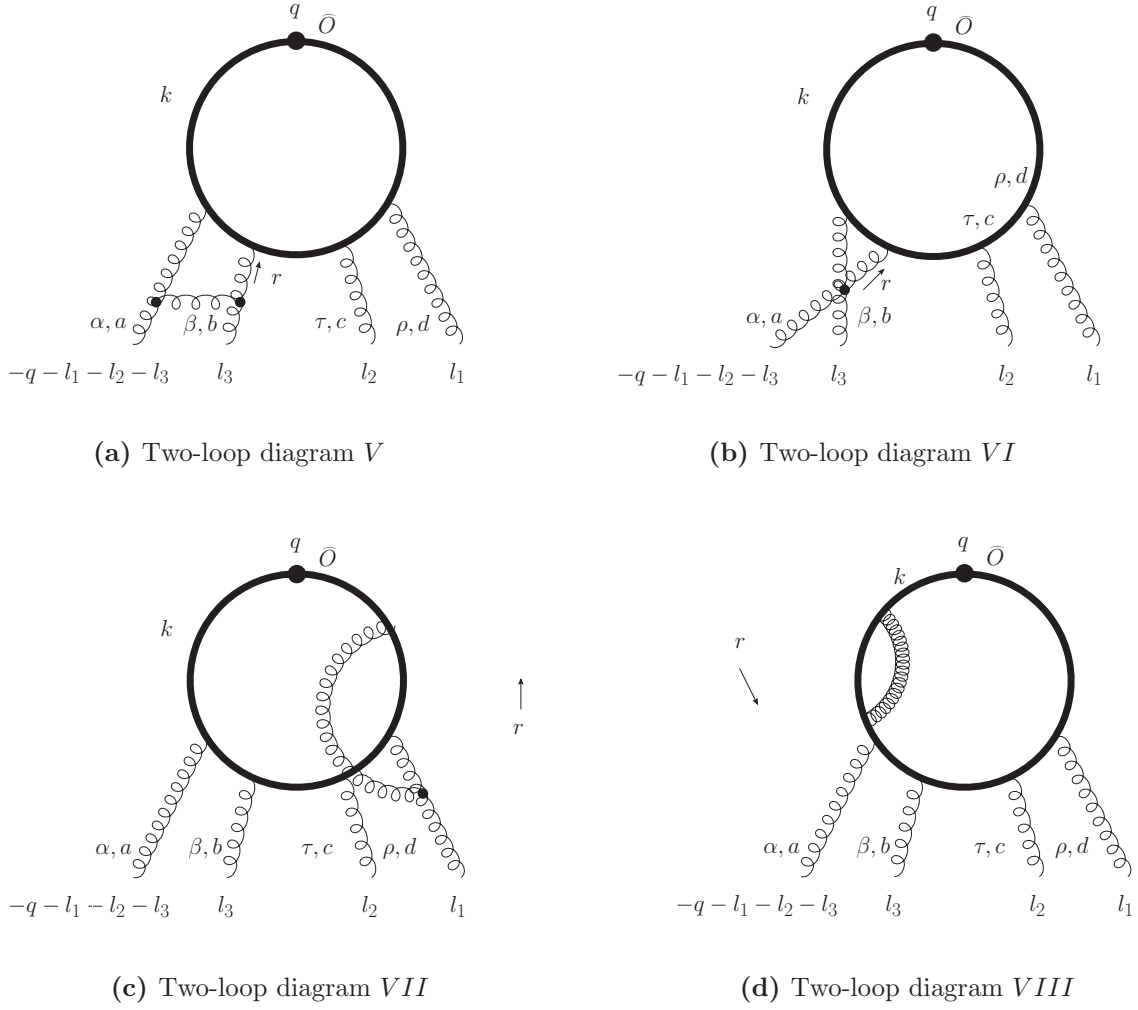 q Ō q Ō
k k
ρ, d
τ, c
r r
α, a β, b τ, c ρ, d α, a β, b
−q − l₁ − l₂ − l₃ l₃ l₂ l₁ −q − l₁ − l₂ − l₃ l₃ l₂ l₁
(a) Two-loop diagram V (b) Two-loop diagram VI
q Ō q Ō
k
k r
r
α, a β, b τ, c ρ, d α, a β, b τ, c ρ, d
−q − l₁ − l₂ − l₃ l₃ l₂ l₁ −q − l₁ − l₂ − l₃ l₃ l₂ l₁
(c) Two-loop diagram VII (d) Two-loop diagram VIII